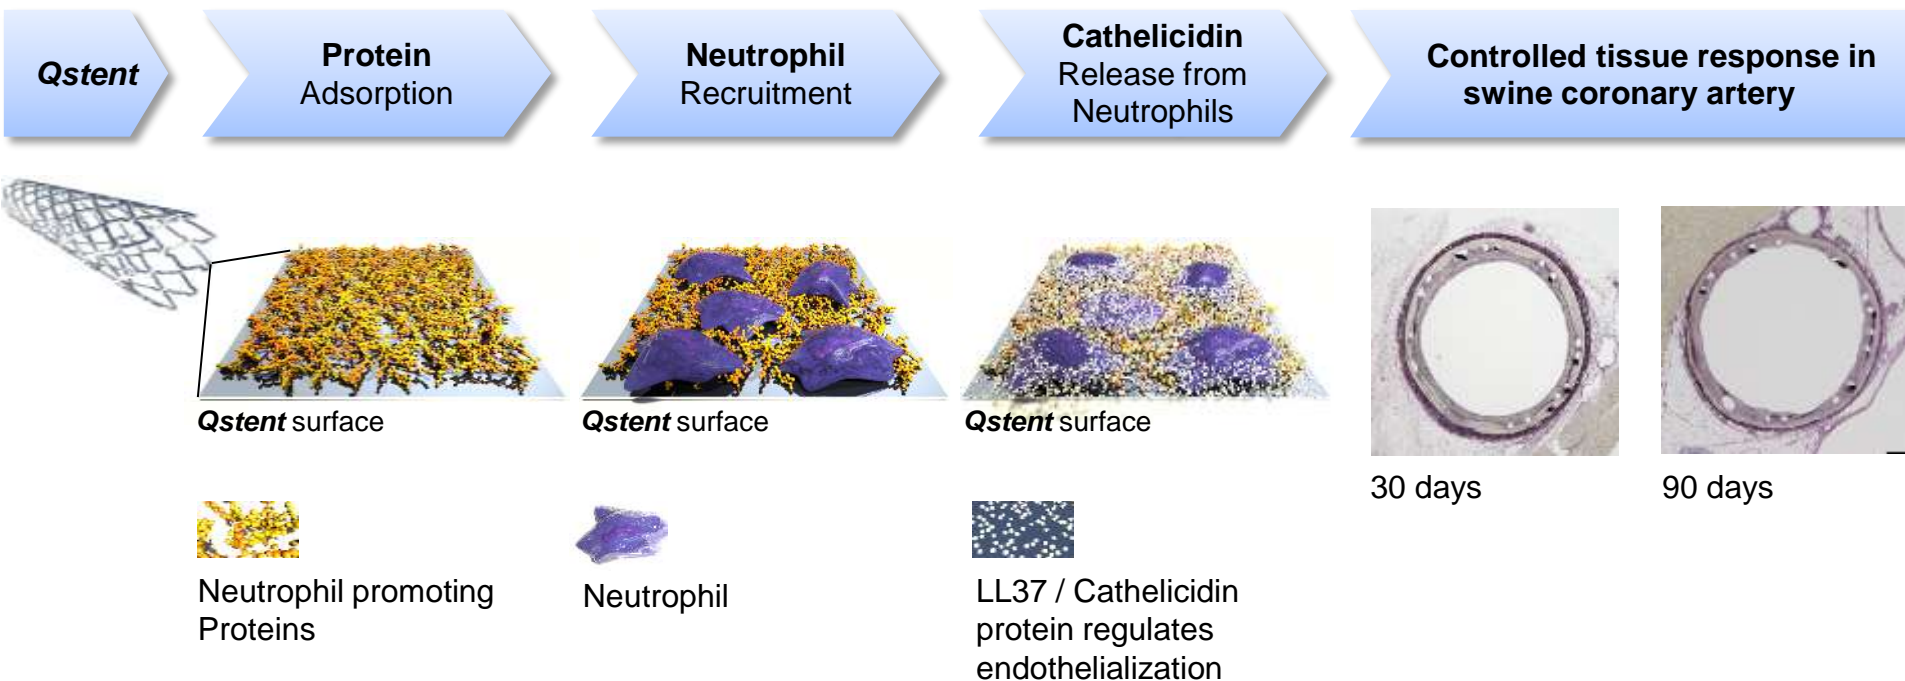 Qstent
Protein
Adsorption
Neutrophil
Recruitment
Cathelicidin
Release from
Neutrophils
Controlled tissue response in
swine coronary artery
Qstent surface
Qstent surface
Qstent surface
30 days
90 days
Neutrophil promoting
Proteins
Neutrophil
LL37 / Cathelicidin
protein regulates
endothelialization